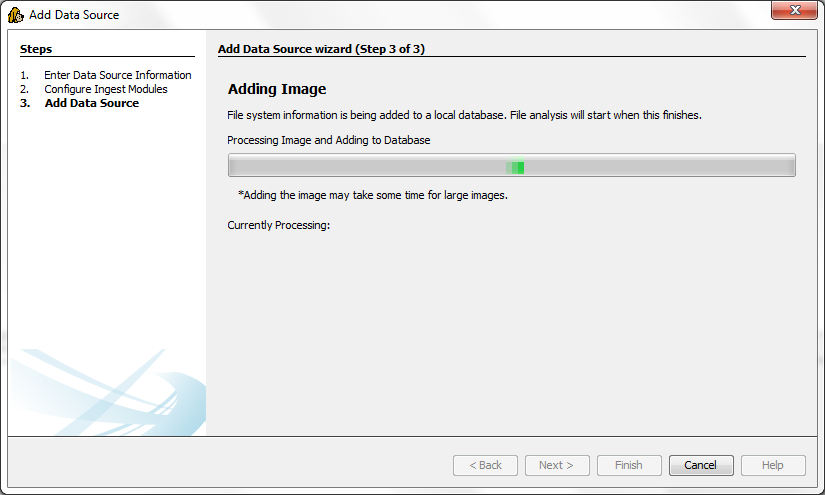 Add Data Source
Steps
1. Enter Data Source Information
2. Configure Ingest Modules
3. Add Data Source
Add Data Source wizard (Step 3 of 3)
Adding Image
File system information is being added to a local database. File analysis will start when this finishes.
Processing Image and Adding to Database
*Adding the image may take some time for large images.
Currently Processing:
< Back Next > Finish Cancel Help